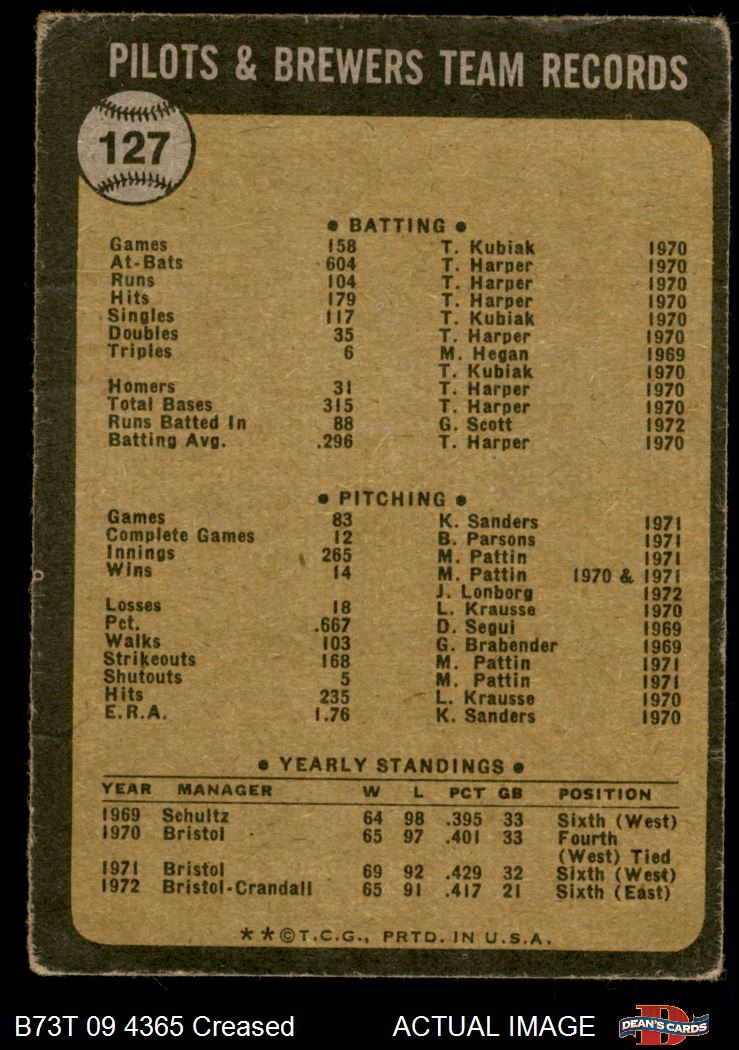 PILOTS & BREWERS TEAM RECORDS
127
• BATTING •
Games 158 T. Kubiak 1970
At-Bats 604 T. Harper 1970
Runs 104 T. Harper 1970
Hits 179 T. Harper 1970
Singles 117 T. Kubiak 1970
Doubles 35 T. Harper 1970
Triples 6 M. Hegan 1969
T. Kubiak 1970
Homers 31 T. Harper 1970
Total Bases 315 T. Harper 1970
Runs Batted In 88 G. Scott 1972
Batting Avg. .296 T. Harper 1970
• PITCHING •
Games 83 K. Sanders 1971
Complete Games 12 B. Parsons 1971
Innings 265 M. Pattin 1971
Wins 14 M. Pattin 1970 & 1971
J. Lonborg 1972
Losses 18 L. Krausse 1970
Pct. .667 D. Segui 1969
Walks 103 G. Brabender 1969
Strikeouts 168 M. Pattin 1971
Shutouts 5 M. Pattin 1971
Hits 235 L. Krausse 1970
E.R.A. 1.76 K. Sanders 1970
• YEARLY STANDINGS •
YEAR MANAGER W L PCT GB POSITION
1969 Schultz 64 98 .395 33 Sixth (West)
1970 Bristol 65 97 .401 33 Fourth
(West) Tied
1971 Bristol 69 92 .429 32 Sixth (West)
1972 Bristol-Crandall 65 91 .417 21 Sixth (East)
**©T.C.G., PRTD. IN U.S.A.
B73T 09 4365 Creased ACTUAL IMAGE
D
DEAN'S CARDS